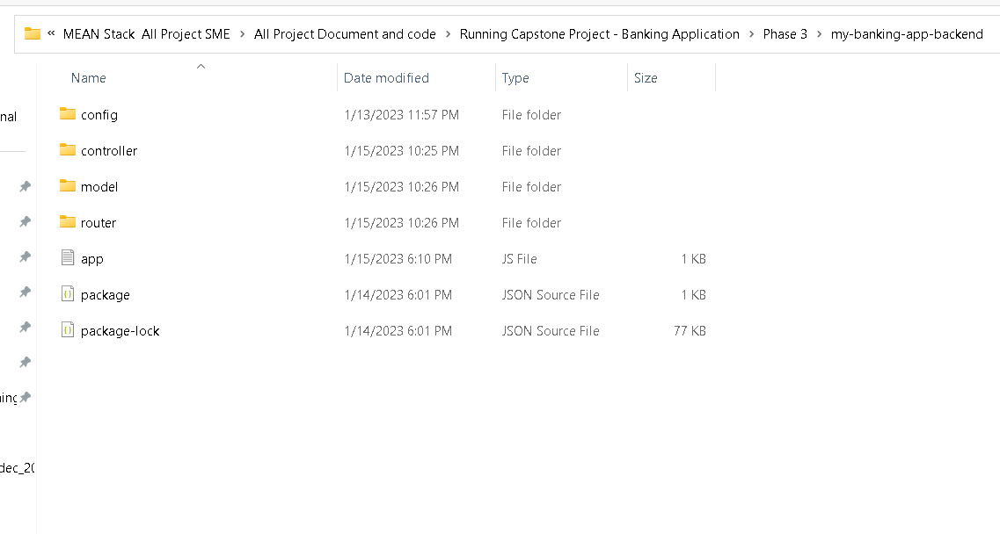 « MEAN Stack All Project SME > All Project Document and code > Running Capstone Project - Banking Application > Phase 3 > my-banking-app-backend
Name Date modified Type Size
nal
config 1/13/2023 11:57 PM File folder
controller 1/15/2023 10:25 PM File folder
model 1/15/2023 10:26 PM File folder
router 1/15/2023 10:26 PM File folder
app 1/15/2023 6:10 PM JS File 1 KB
package 1/14/2023 6:01 PM JSON Source File 1 KB
package-lock 1/14/2023 6:01 PM JSON Source File 77 KB
ning
dec_20